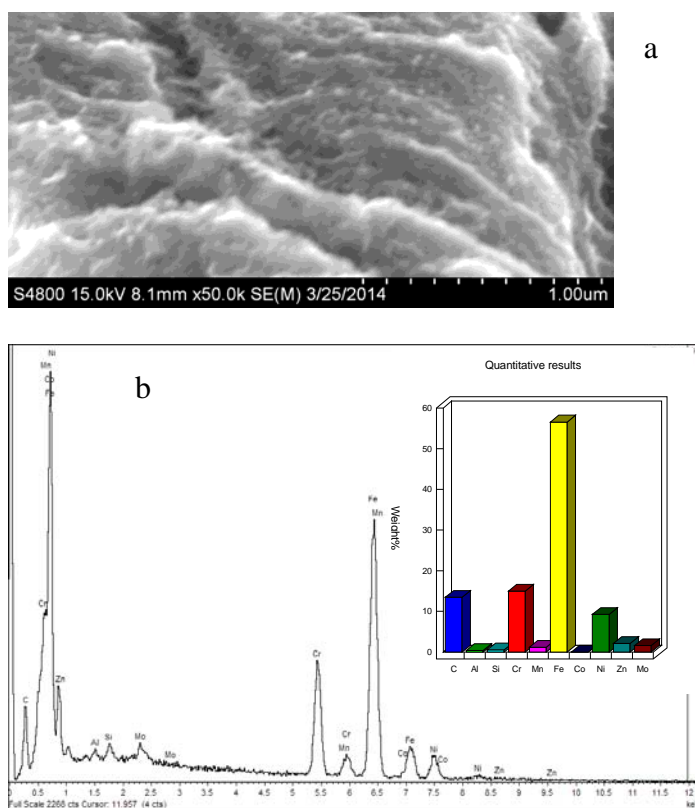 a
S4800 15.0kV 8.1mm x50.0k SE(M) 3/25/2014 1.00um
b
Quantitative results
Weight%
60
50
40
30
20
10
0
C Al Si Cr Mn Fe Co Ni Zn Mo
Ni
Mn
Co
Fe
Cr
Zn
C
Al
Si
Mo
Mo
Cr
Cr
Mn
Fe
Mn
Fe
Co
Ni
Co
Ni
Zn
Zn
0 0.5 1 1.5 2 2.5 3 3.5 4 4.5 5 5.5 6 6.5 7 7.5 8 8.5 9 9.5 10 10.5 11 11.5 12
Full Scale 2268 cts Cursor: 11.957 (4 cts)